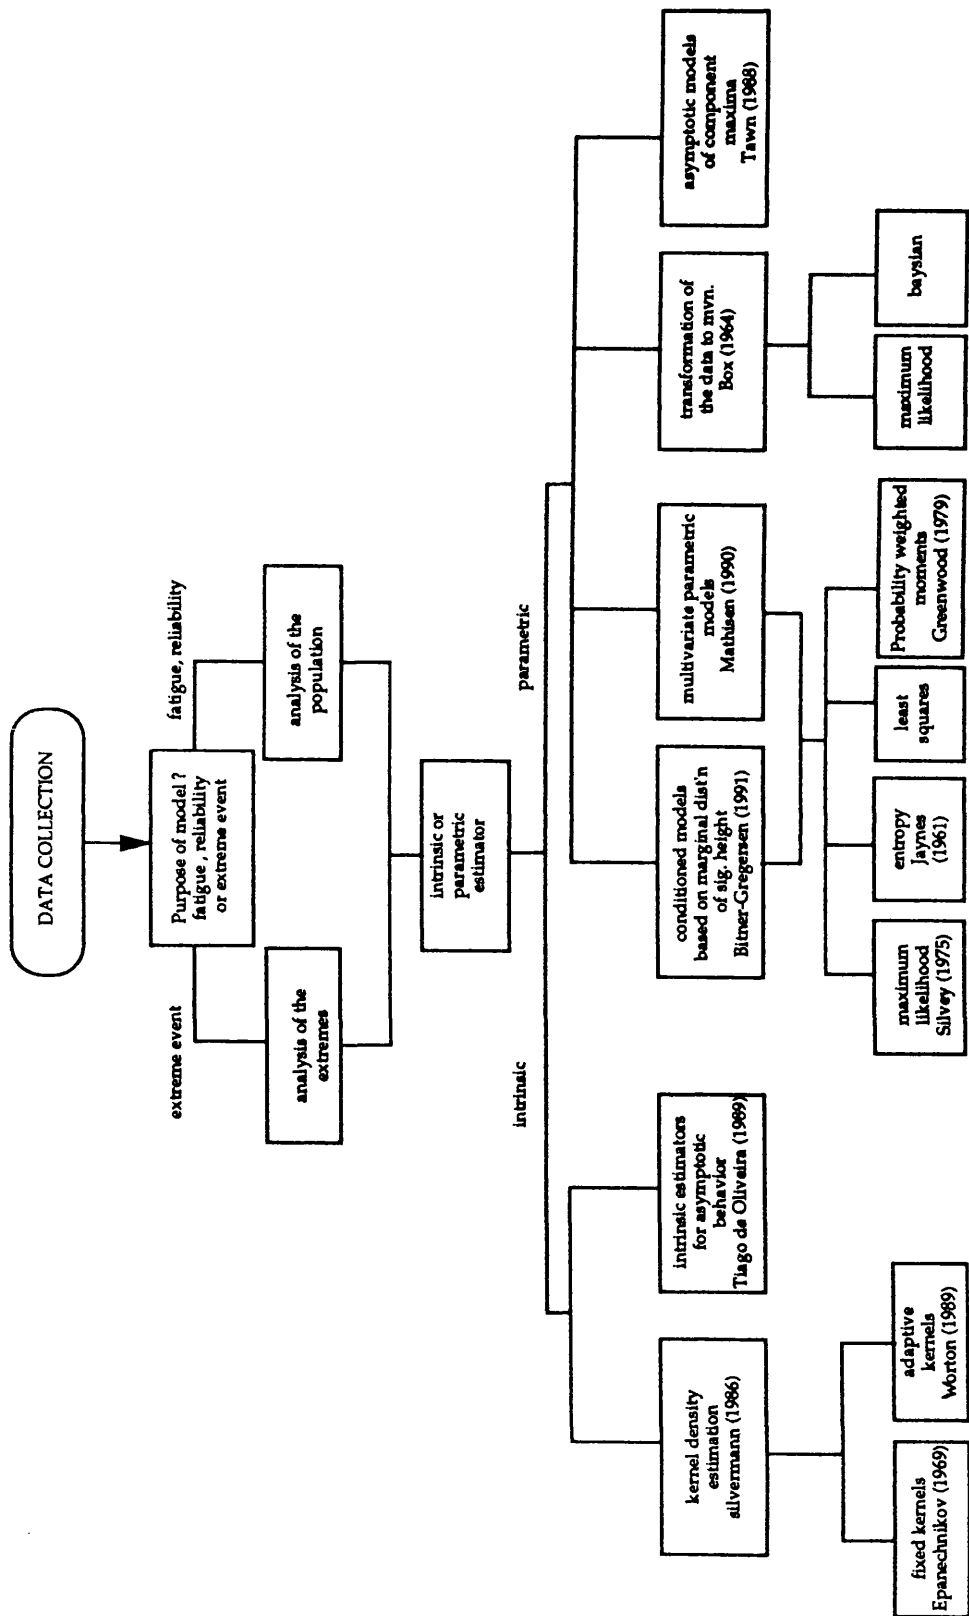 DATA COLLECTION
Purpose of model?
fatigue , reliability
or extreme event
extreme event
fatigue, reliability
analysis of the
extremes
analysis of the
population
intrinsic or
parametric
estimator
intrinsic
parametric
kernel density
estimation
silvermann (1986)
intrinsic estimators
for asymptotic
behavior
Tiago de Oliveira (1989)
conditioned models
based on marginal dist'n
of sig. height
Bitner-Gregersen (1991)
multivariate parametric
models
Mathisen (1990)
transformation of
the data to mvn.
Box (1964)
asymptotic models
of component
maxima
Tawn (1988)
fixed kernels
Epanechnikov (1969)
adaptive
kernels
Worton (1989)
maximum
likelihood
Silvey (1975)
entropy
Jaynes
(1961)
least
squares
Probability weighted
moments
Greenwood (1979)
maximum
likelihood
baysian